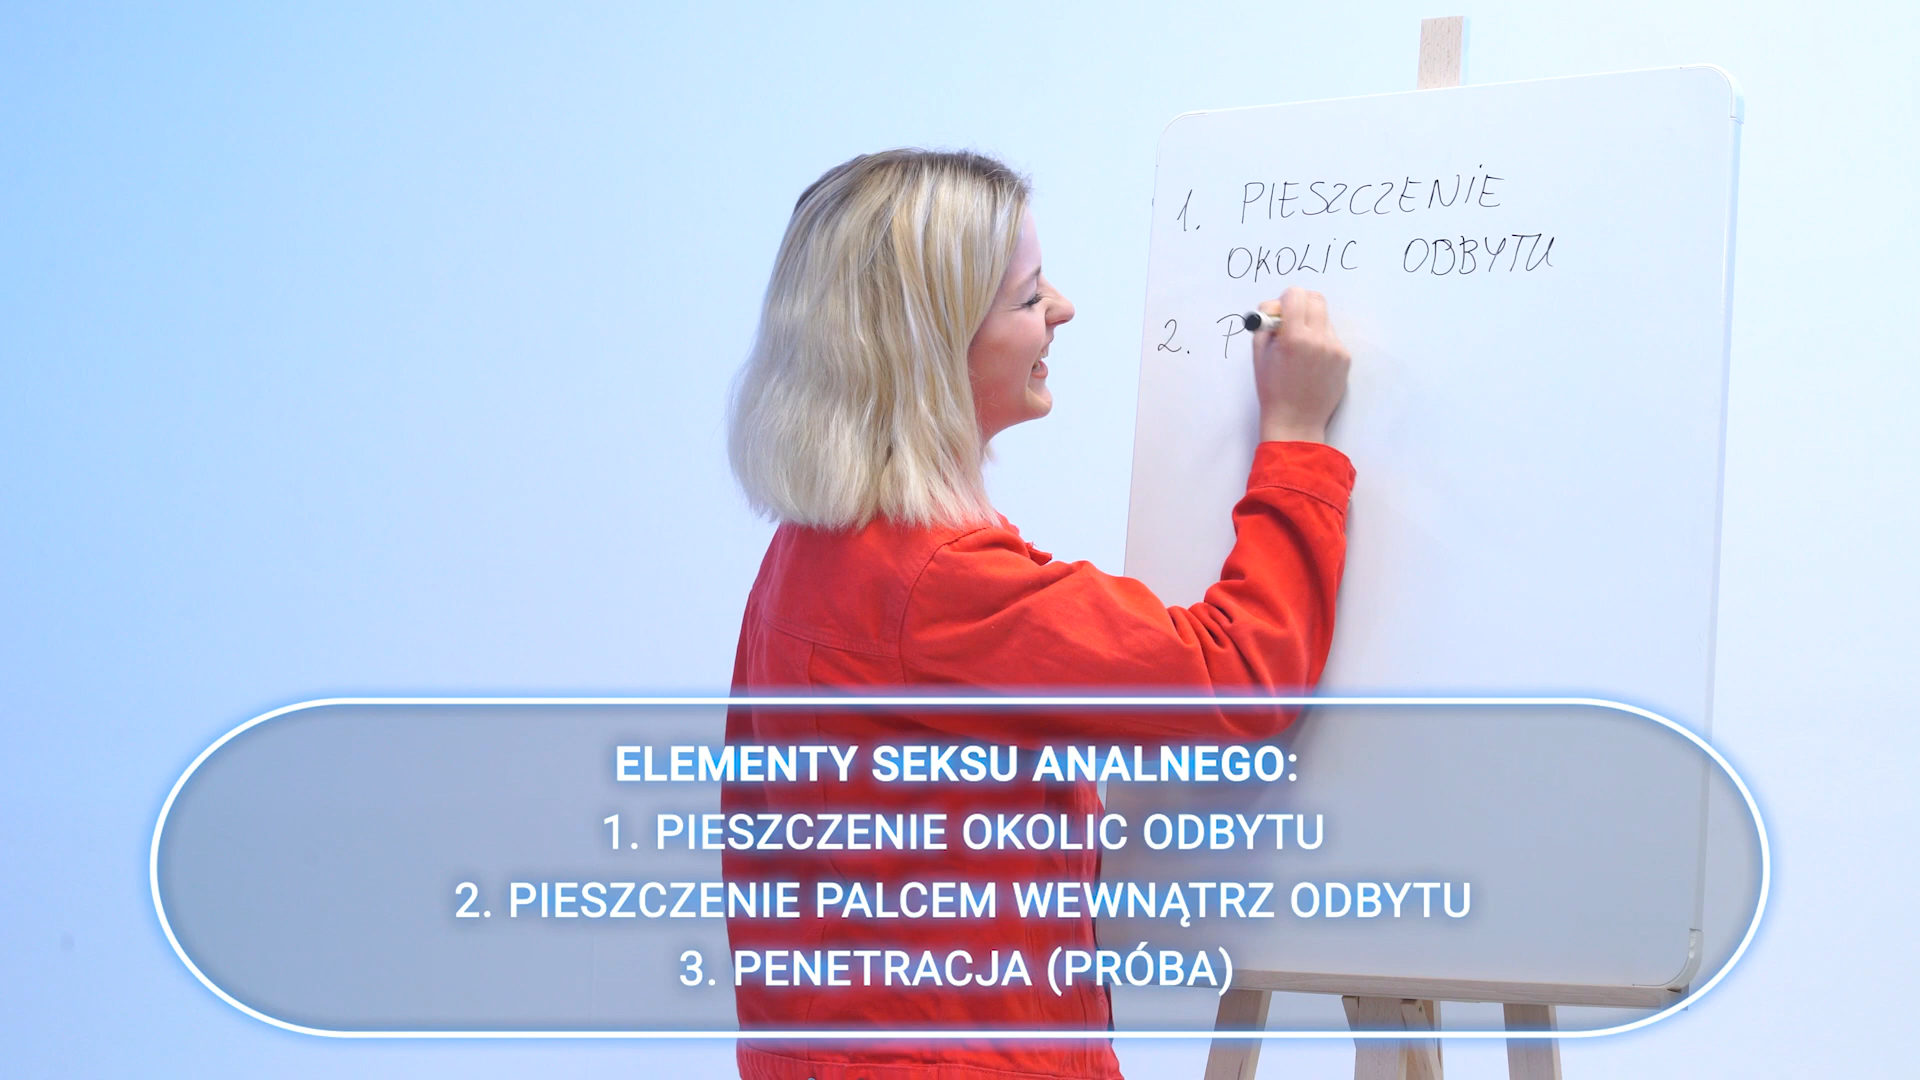 1. PIESZCZENIE
OKOLIC ODBYTU
2. P
ELEMENTY SEKSU ANALNEGO:
1. PIESZCZENIE OKOLIC ODBYTU
2. PIESZCZENIE PALCEM WEWNĄTRZ ODBYTU
3. PENETRACJA (PRÓBA)